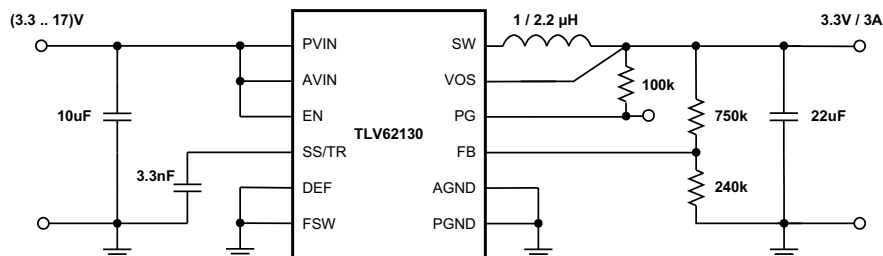 (3.3 .. 17)V
1 / 2.2 µH
3.3V / 3A
PVIN
SW
AVIN
VOS
100k
10uF
EN
PG
750k
22uF
TLV62130
SS/TR
FB
3.3nF
DEF
AGND
240k
FSW
PGND